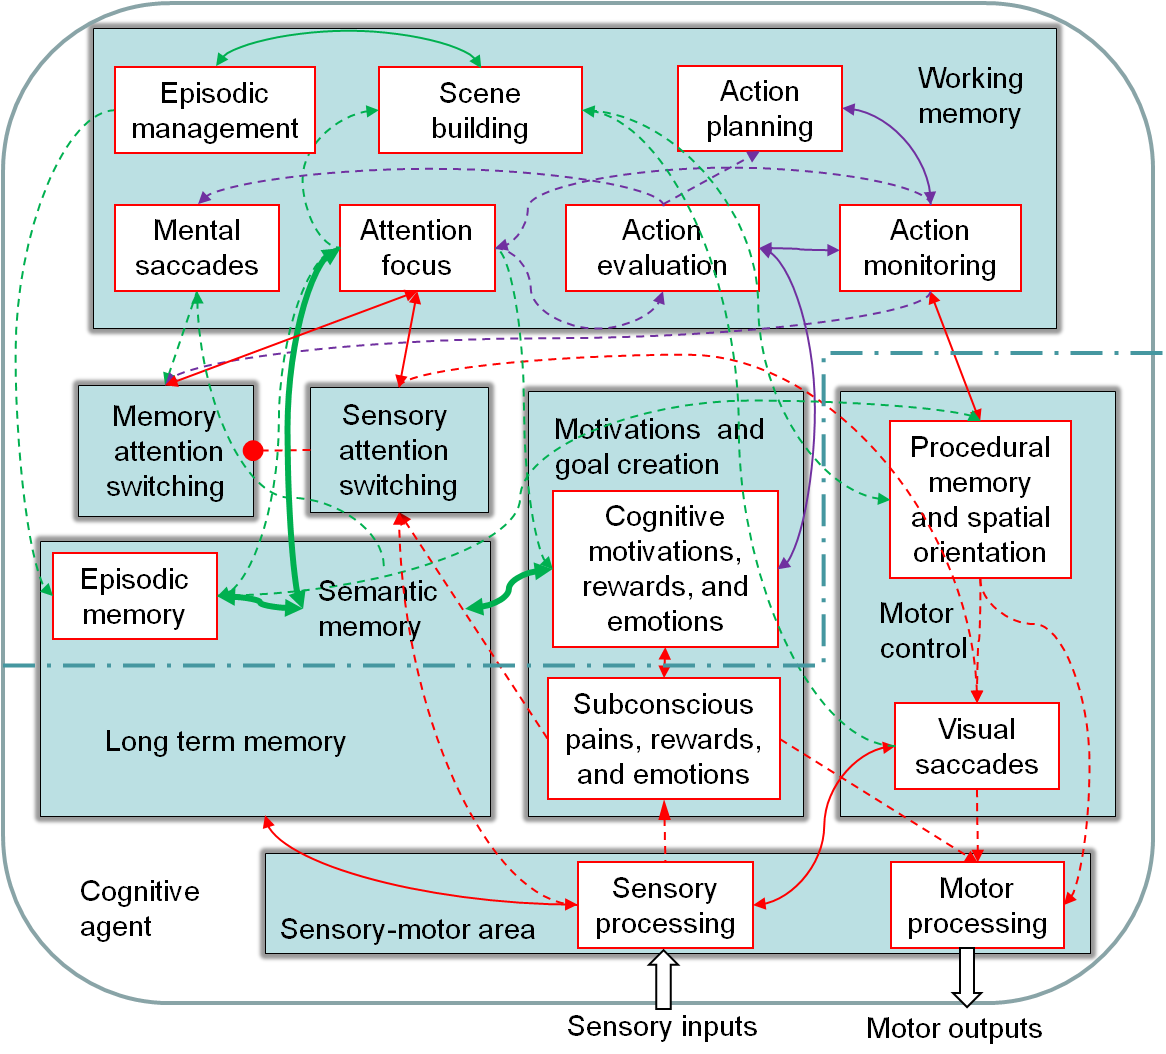 Episodic
management
Scene
building
Action
planning
Working
memory
Mental
saccades
Attention
focus
Action
evaluation
Action
monitoring
Memory
attention
switching
Sensory
attention
switching
Motivations and
goal creation
Cognitive
motivations,
rewards, and
emotions
Procedural
memory
and spatial
orientation
Episodic
memory
Semantic
memory
Motor
control
Long term memory
Subconscious
pains, rewards,
and emotions
Visual
saccades
Cognitive
agent
Sensory-motor area
Sensory
processing
Motor
processing
Sensory inputs
Motor outputs